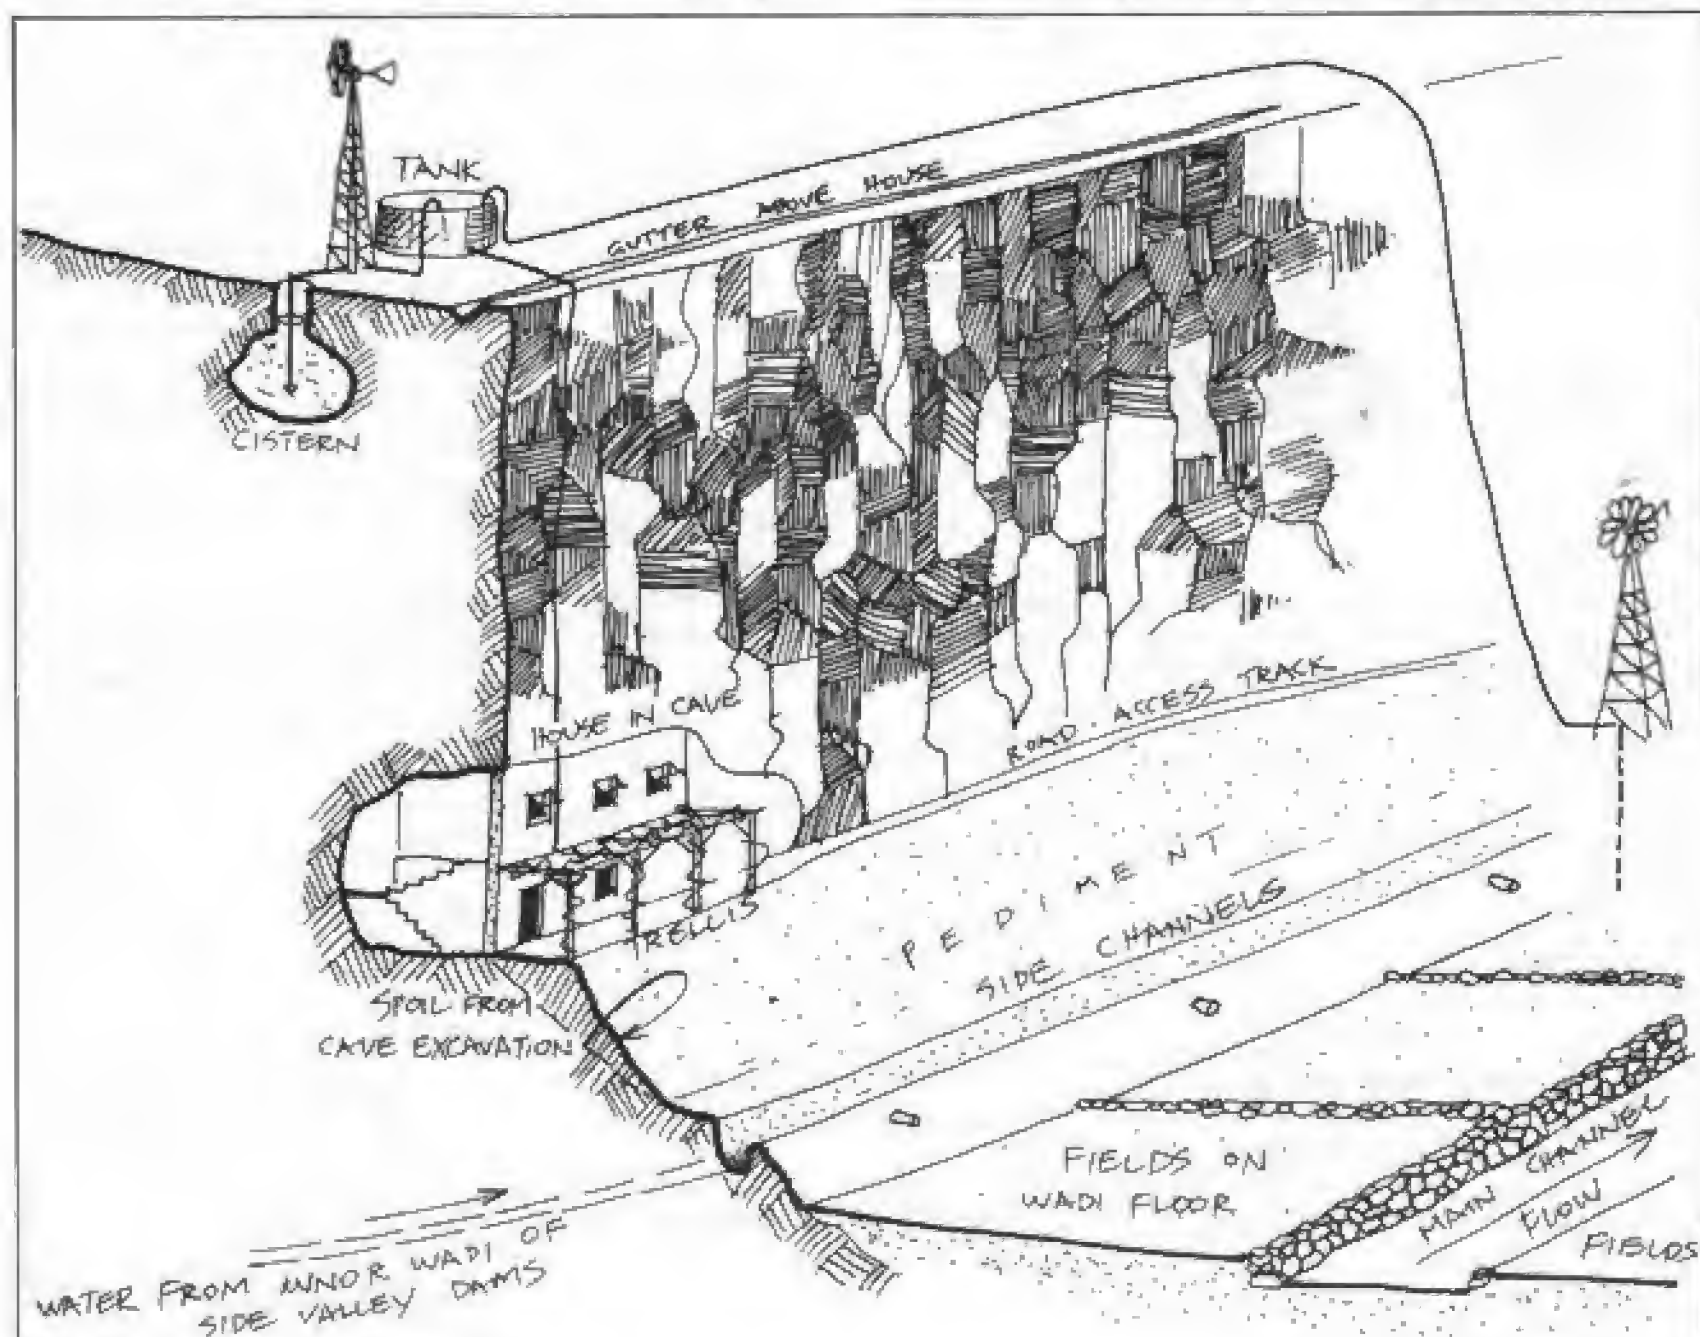 TANK
GUTTER ABOVE HOUSE
CISTERN
HOUSE IN CAVE
ROAD - ACCESS TRACK
TRELLIS
PEDIMENT
SIDE CHANNELS
SPOIL FROM
CAVE EXCAVATION
FIELDS ON
WADI FLOOR
MAIN CHANNEL
FLOW
FIELDS
WATER FROM MINOR WADI OF
SIDE VALLEY DAMS